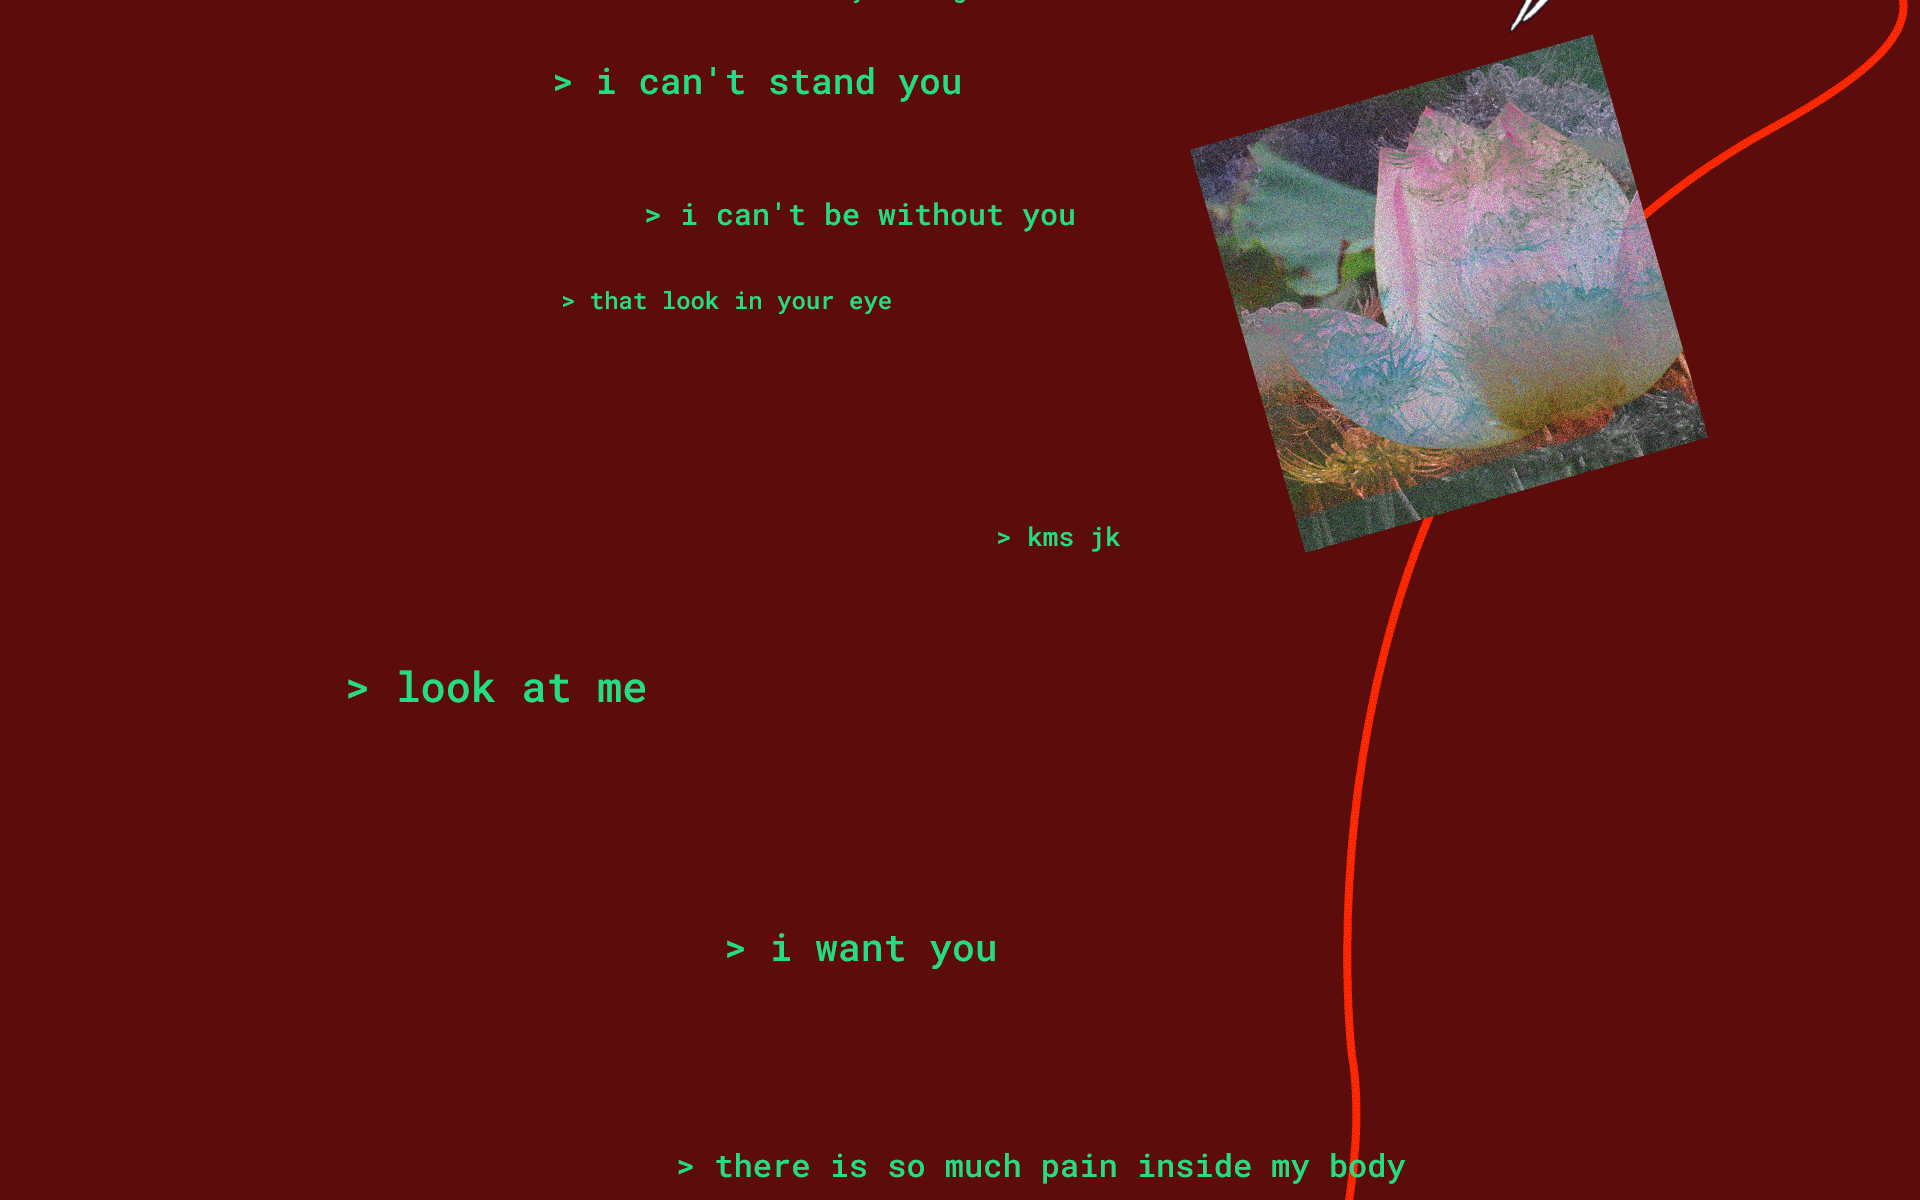 > i can't stand you
> i can't be without you
> that look in your eye
> kms jk
> look at me
> i want you
> there is so much pain inside my body